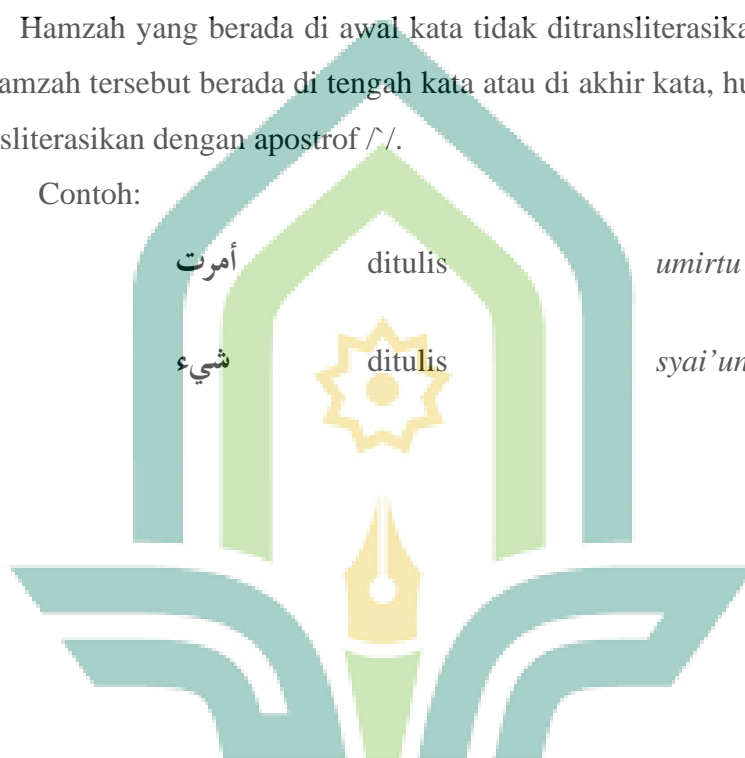 Hamzah yang berada di awal kata tidak ditransliterasika
amzah tersebut berada di tengah kata atau di akhir kata, hu
sliterasikan dengan apostrof /`/.
Contoh:
أمرت ditulis umirtu
شيء ditulis syai’un